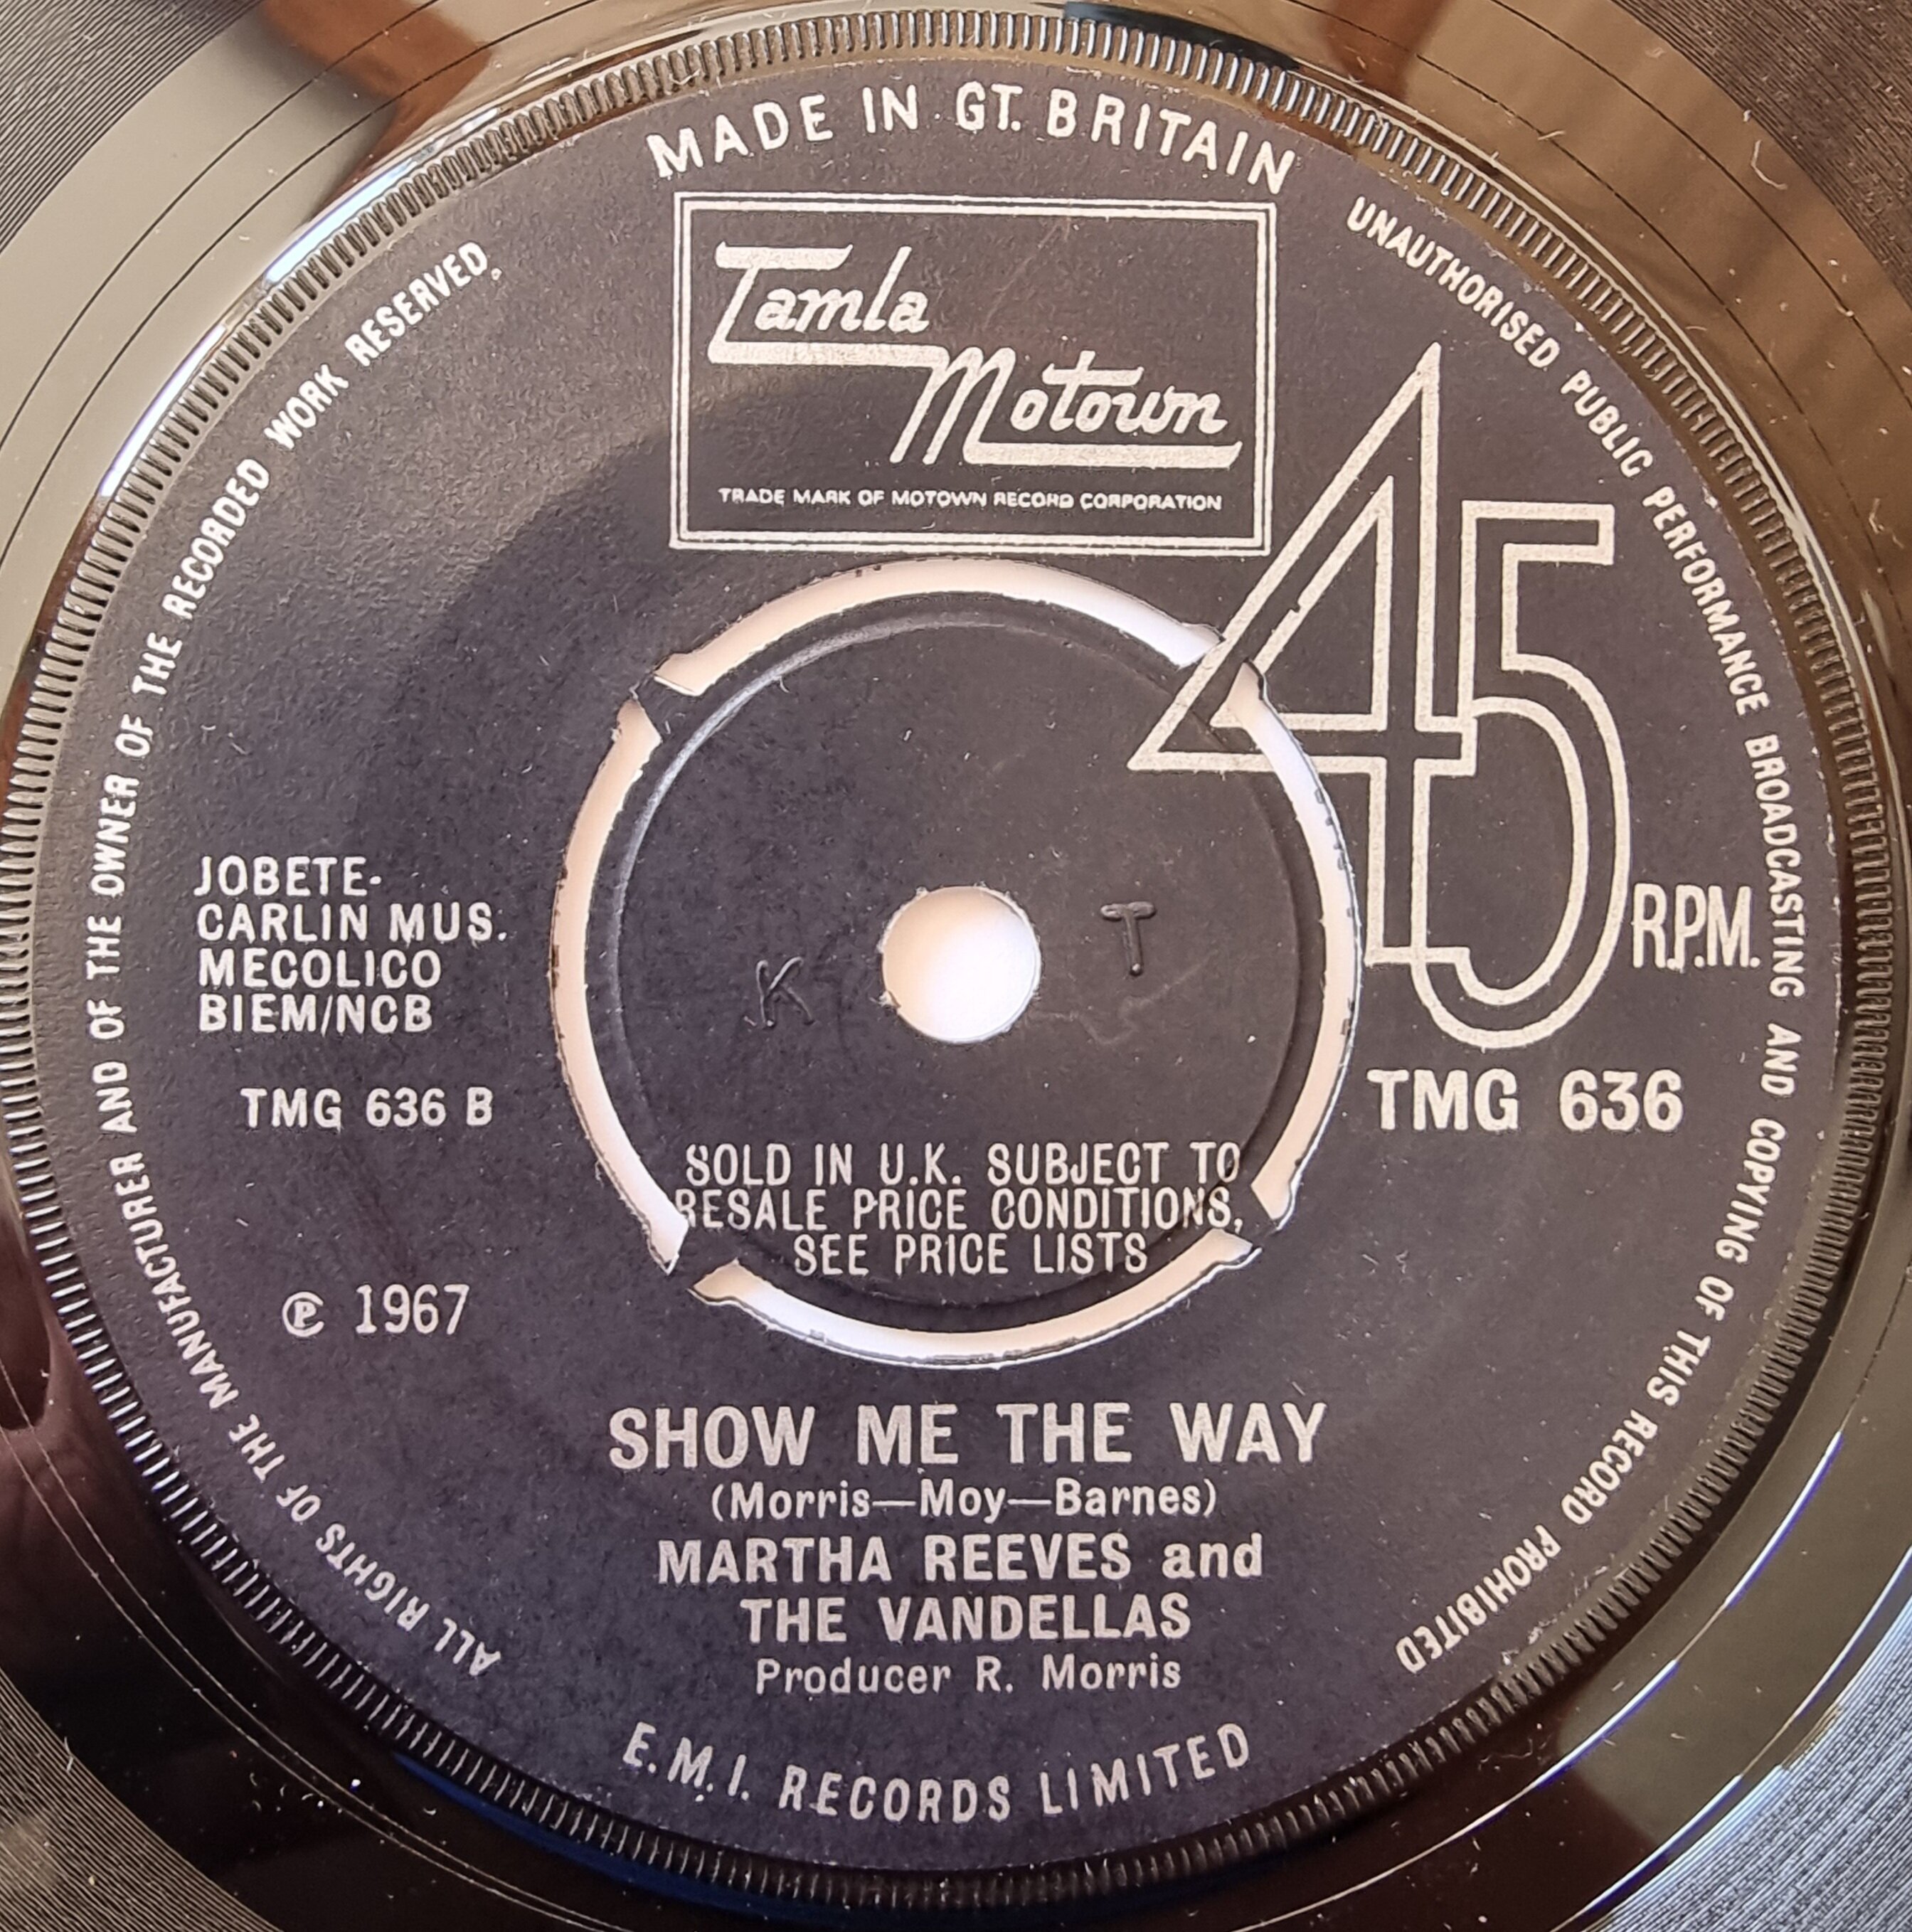 MADE IN GT. BRITAIN
Tamla
Motown
TRADE MARK OF MOTOWN RECORD CORPORATION
UNAUTHORISED PUBLIC PERFORMANCE BROADCASTING AND COPYING OF THIS RECORD PROHIBITED
ALL RIGHTS OF THE MANUFACTURER AND OF THE OWNER OF THE RECORDED WORK RESERVED.
45
R.P.M.
JOBETE-
CARLIN MUS.
MECOLICO
BIEM/NCB
K T
TMG 636 B
TMG 636
SOLD IN U.K. SUBJECT TO
RESALE PRICE CONDITIONS,
SEE PRICE LISTS
℗ 1967
SHOW ME THE WAY
(Morris—Moy—Barnes)
MARTHA REEVES and
THE VANDELLAS
Producer R. Morris
E.M.I. RECORDS LIMITED